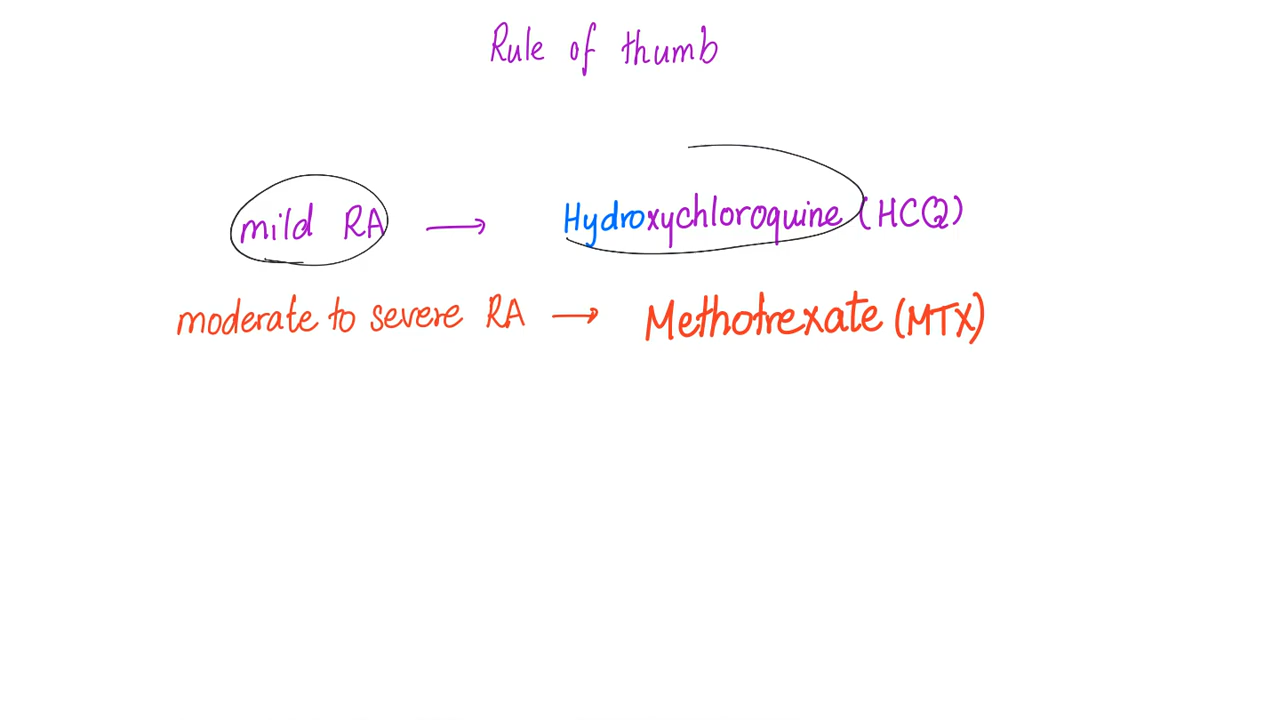 Rule of thumb
mild RA → Hydroxychloroquine (HCQ)
moderate to severe RA → Methotrexate (MTX)